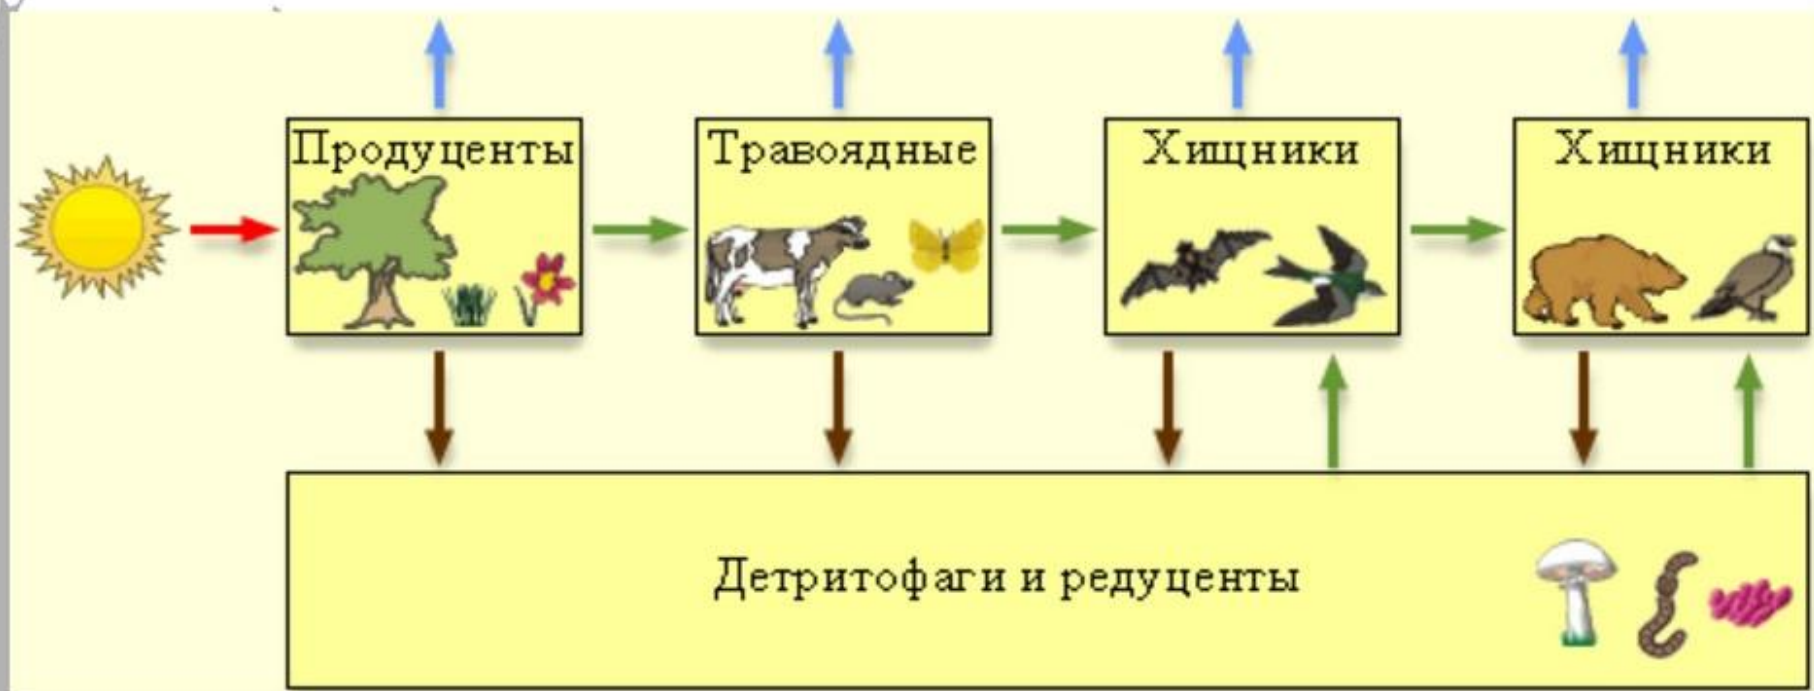 Продуценты
Травоядные
Хищники
Хищники
Детритофаги и редуценты